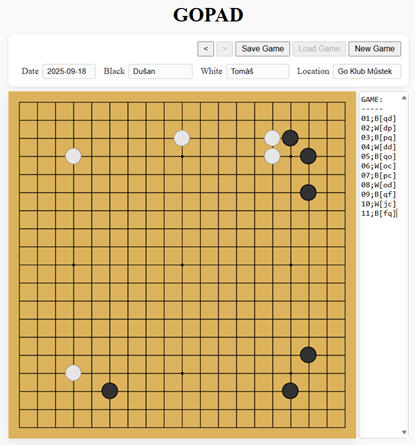 GOPAD
< > Save Game Load Game New Game
Date 2025-09-18 Black Dušan White Tomáš Location Go Klub Můstek
GAME:
-----
01;B[qd]
02;W[dp]
03;B[pq]
04;W[dd]
05;B[qo]
06;W[oc]
07;B[pc]
08;W[od]
09;B[qf]
10;W[jc]
11;B[fq]